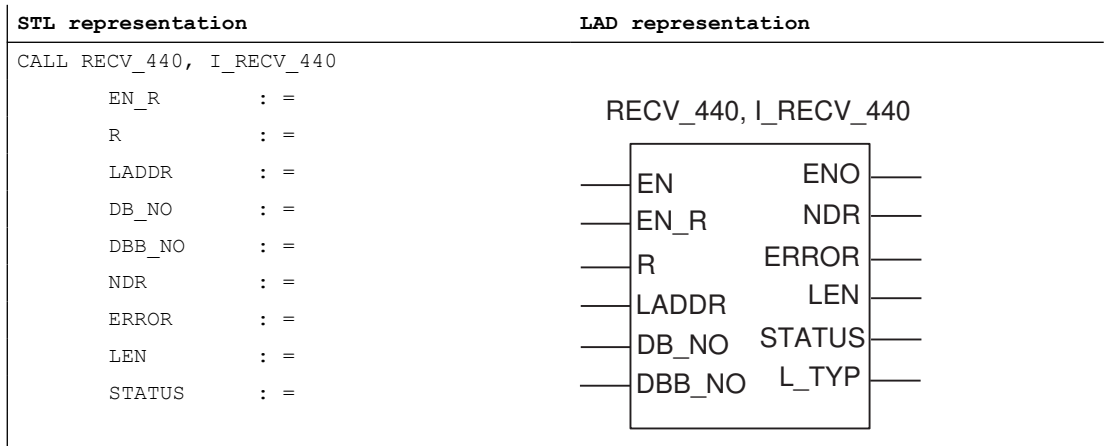 STL representation LAD representation
CALL RECV_440, I_RECV_440
EN_R : =
R : =
LADDR : =
DB_NO : =
DBB_NO : =
NDR : =
ERROR : =
LEN : =
STATUS : =
RECV_440, I_RECV_440
EN ENO
EN_R NDR
R ERROR
LADDR LEN
DB_NO STATUS
DBB_NO L_TYP